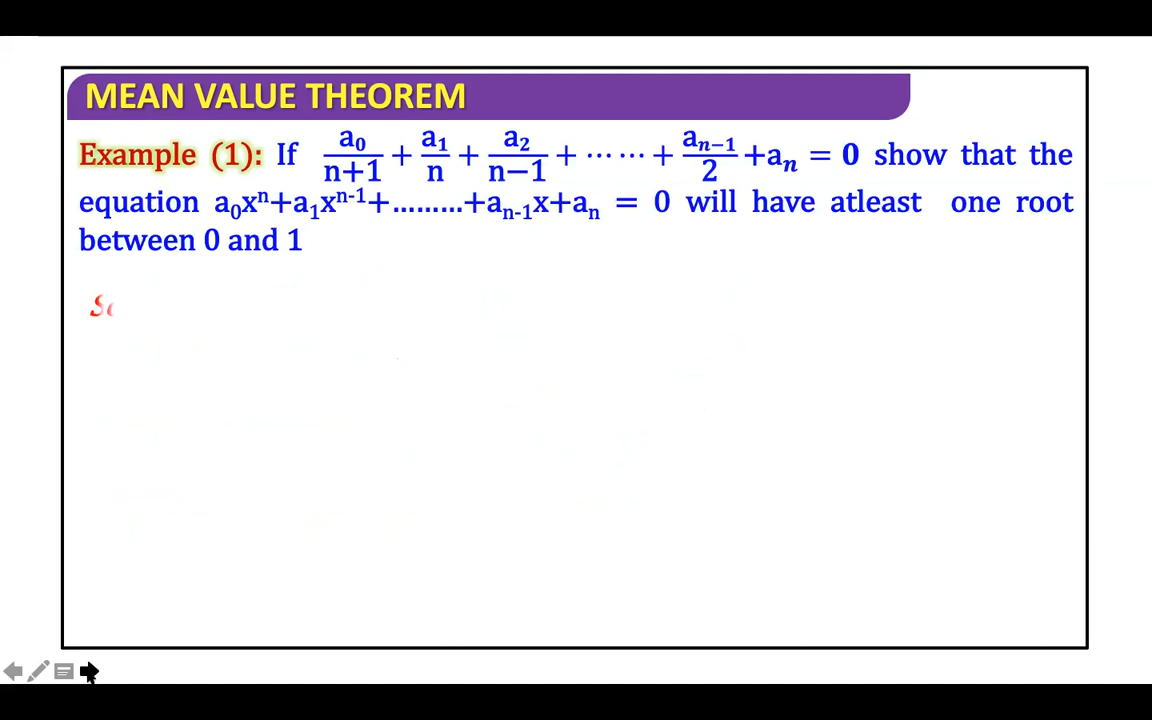 MEAN VALUE THEOREM
Example (1): If a₀/n+1 + a₁/n + a₂/n−1 + ⋯⋯ + aₙ₋₁/2 +aₙ = 0 show that the
equation a₀xⁿ+a₁xⁿ⁻¹+.........+aₙ₋₁x+aₙ = 0 will have atleast one root
between 0 and 1